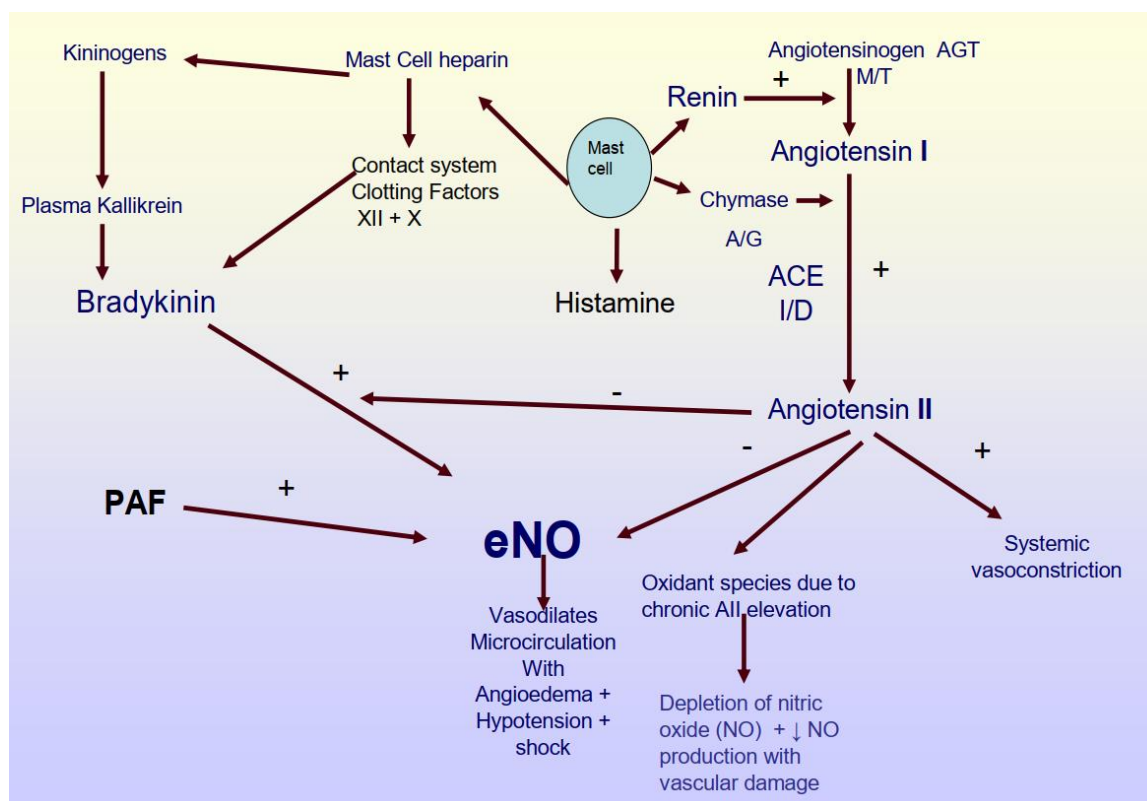 Kininogens
Mast Cell heparin
Angiotensinogen AGT
M/T
Renin
+
Mast
cell
Angiotensin I
Contact system
Clotting Factors
XII + X
Plasma Kallikrein
Chymase
A/G
ACE
I/D
+
Bradykinin
Histamine
+
-
Angiotensin II
-
+
PAF
+
eNO
Systemic
vasoconstriction
Oxidant species due to
chronic AII elevation
Vasodilates
Microcirculation
With
Angioedema +
Hypotension +
shock
Depletion of nitric
oxide (NO) + ↓ NO
production with
vascular damage